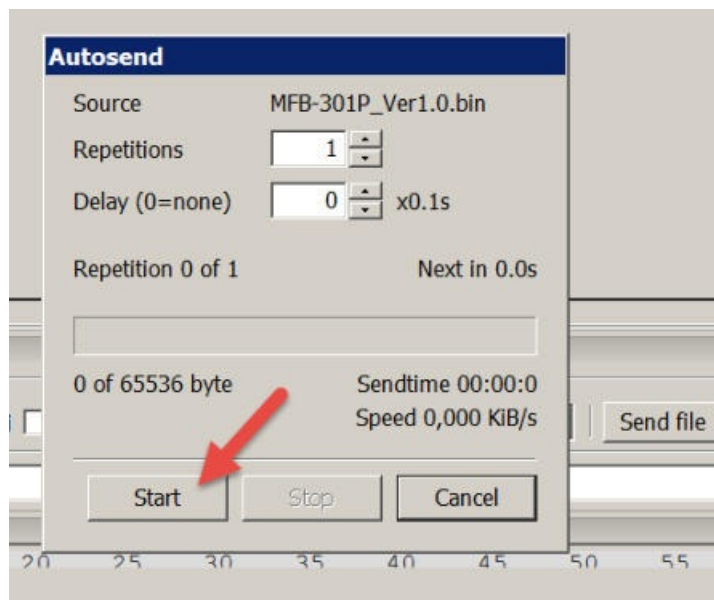 Autosend
Source MFB-301P_Ver1.0.bin
Repetitions 1
Delay (0=none) 0 x0.1s
Repetition 0 of 1 Next in 0.0s
0 of 65536 byte Sendtime 00:00:0
Speed 0,000 KiB/s
Send file
Start Stop Cancel
20 25 30 35 40 45 50 55